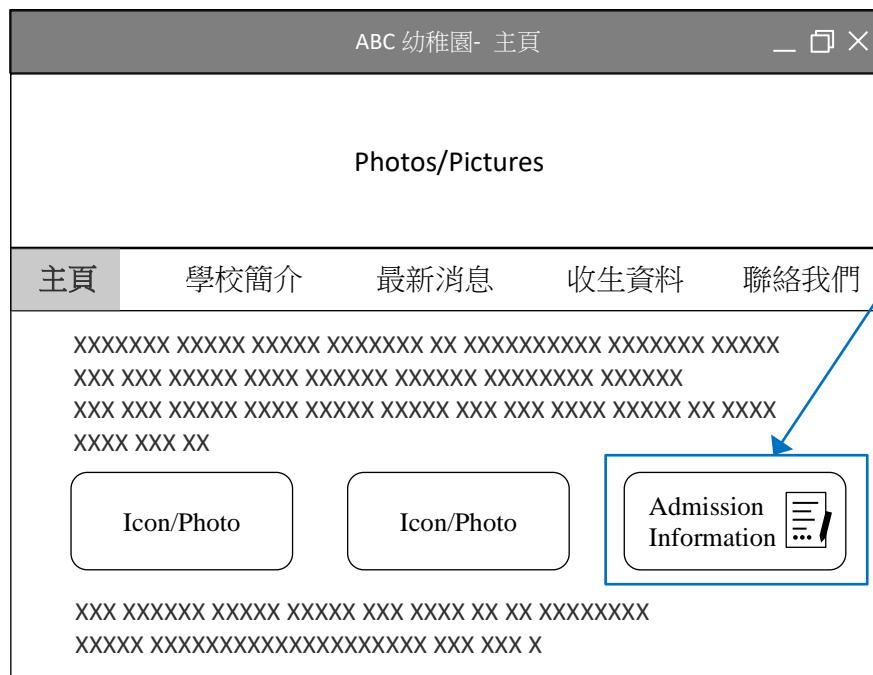 ABC 幼稚園- 主頁
Photos/Pictures
主頁 學校簡介 最新消息 收生資料 聯絡我們
XXXXXXX XXXXX XXXXX XXXXXXX XX XXXXXXXXXXX XXXXXXX XXXXX
XXX XXX XXXXX XXXX XXXXXX XXXXXX XXXXXXXX XXXXXX
XXX XXX XXXXX XXXX XXXXX XXXXX XXX XXX XXXX XXXXX XX XXXX
XXXX XXX XX
Icon/Photo Icon/Photo Admission
Information
XXX XXXXXX XXXXX XXXXX XXX XXXX XX XX XXXXXXXX
XXXXX XXXXXXXXXXXXXXXXXXXX XXX XXX X